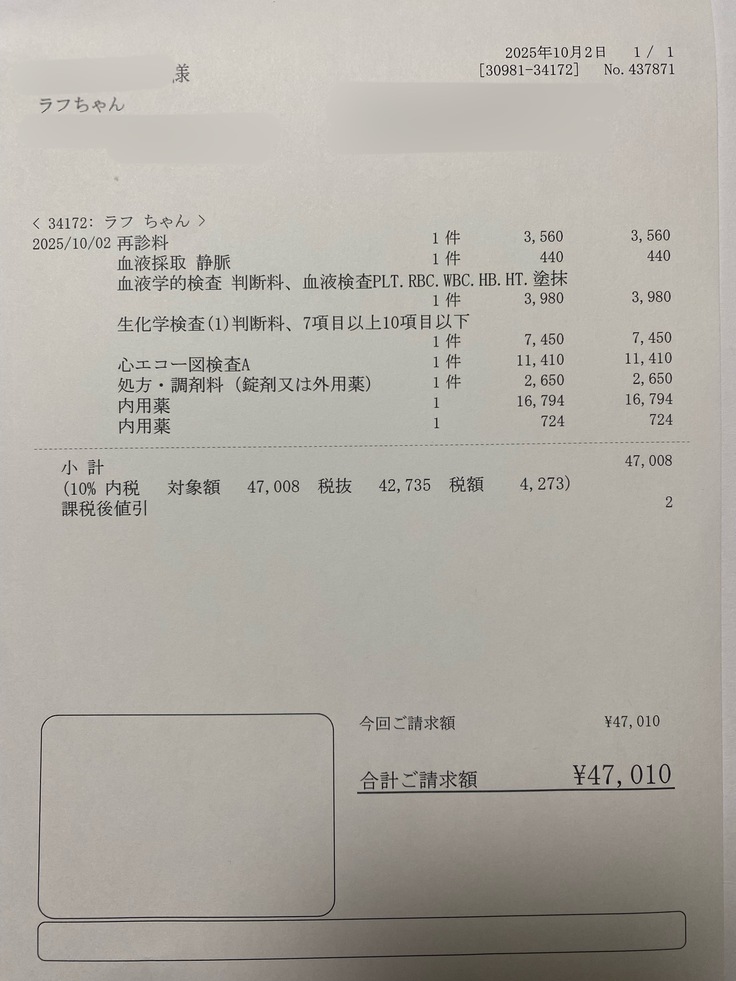 2025年10月2日 1/ 1
様 [30981-34172] No.437871
ラフちゃん
< 34172: ラフ ちゃん >
2025/10/02 再診料 1 件 3,560 3,560
血液採取 静脈 1 件 440 440
血液学的検査 判断料、血液検査PLT.RBC.WBC.HB.HT.塗抹
1 件 3,980 3,980
生化学検査(1)判断料、7項目以上10項目以下
1 件 7,450 7,450
心エコー図検査A 1 件 11,410 11,410
処方・調剤料（錠剤又は外用薬） 1 件 2,650 2,650
内用薬 1 16,794 16,794
内用薬 1 724 724
小 計 47,008
(10% 内税 対象額 47,008 税抜 42,735 税額 4,273)
課税後値引 2
今回ご請求額 ¥47,010
合計ご請求額 ¥47,010